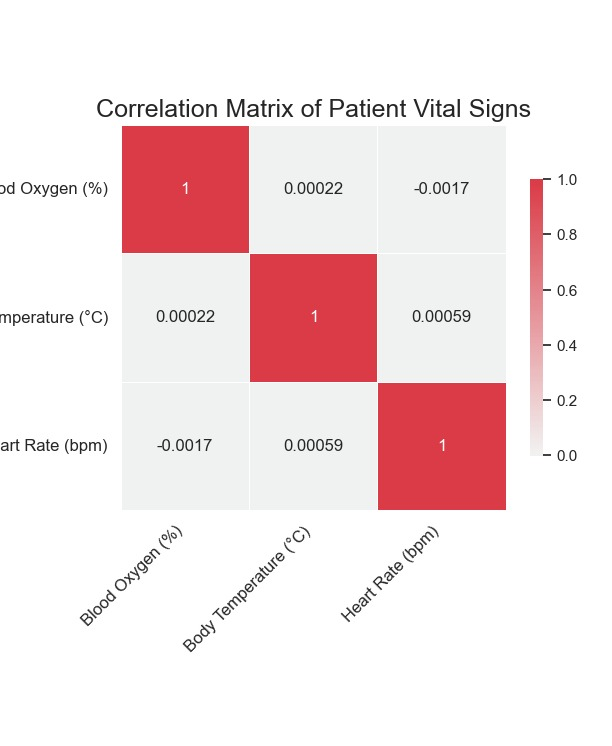 Correlation Matrix of Patient Vital Signs
od Oxygen (%)
1
0.00022
-0.0017
mperature (°C)
0.00022
1
0.00059
art Rate (bpm)
-0.0017
0.00059
1
Blood Oxygen (%)
Body Temperature (°C)
Heart Rate (bpm)
1.0
0.8
0.6
0.4
0.2
0.0